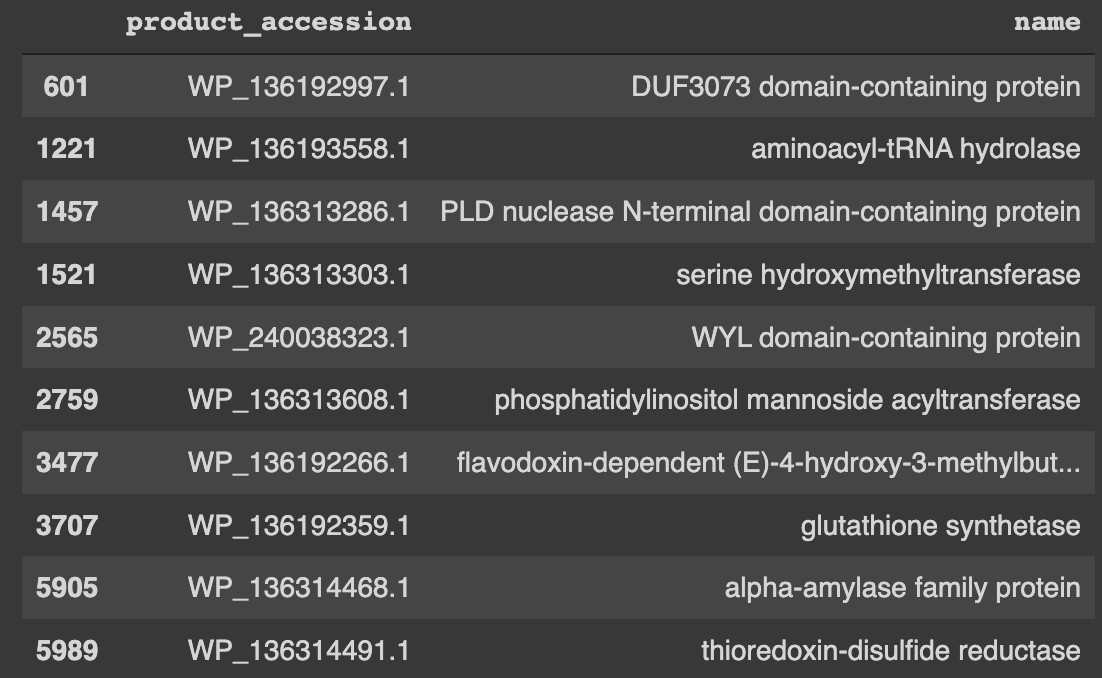 product_accession name
601 WP_136192997.1 DUF3073 domain-containing protein
1221 WP_136193558.1 aminoacyl-tRNA hydrolase
1457 WP_136313286.1 PLD nuclease N-terminal domain-containing protein
1521 WP_136313303.1 serine hydroxymethyltransferase
2565 WP_240038323.1 WYL domain-containing protein
2759 WP_136313608.1 phosphatidylinositol mannoside acyltransferase
3477 WP_136192266.1 flavodoxin-dependent (E)-4-hydroxy-3-methylbut...
3707 WP_136192359.1 glutathione synthetase
5905 WP_136314468.1 alpha-amylase family protein
5989 WP_136314491.1 thioredoxin-disulfide reductase